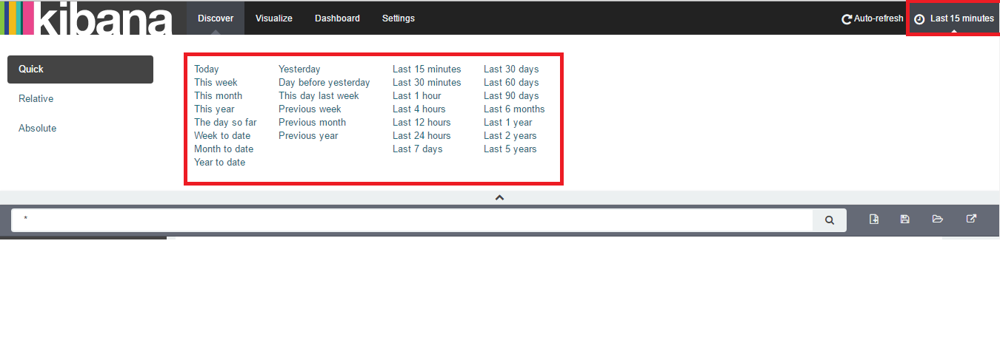 kibana Discover Visualize Dashboard Settings Auto-refresh Last 15 minutes
Quick
Relative
Absolute
Today Yesterday Last 15 minutes Last 30 days
This week Day before yesterday Last 30 minutes Last 60 days
This month This day last week Last 1 hour Last 90 days
This year Previous week Last 4 hours Last 6 months
The day so far Previous month Last 12 hours Last 1 year
Week to date Previous year Last 24 hours Last 2 years
Month to date Last 7 days Last 5 years
Year to date
*